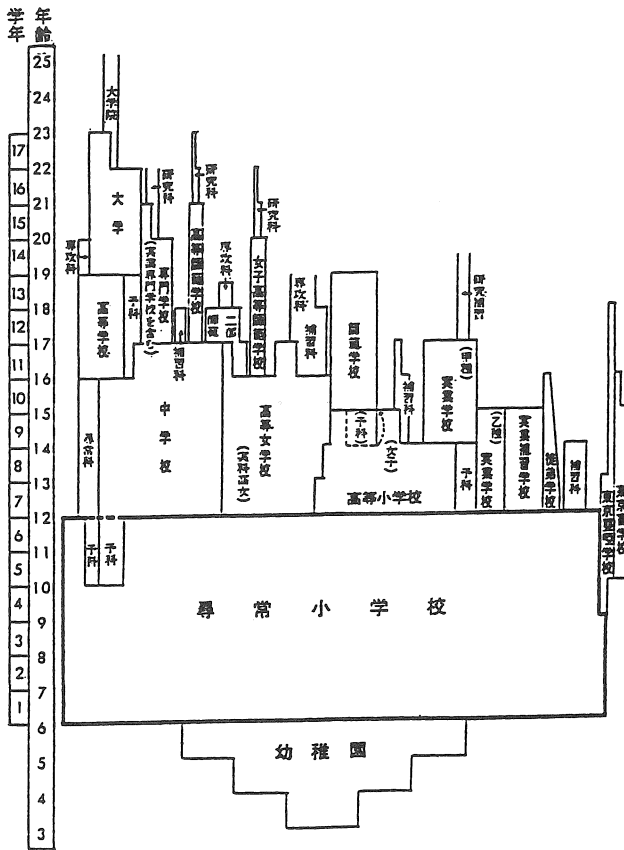 学年
年齢
25
24
23
22
21
20
19
18
17
16
15
14
13
12
11
10
9
8
7
6
5
4
3
17
16
15
14
13
12
11
10
9
8
7
6
5
4
3
2
1
大学院
大学
専攻科
高等学校
予科
尋常科
予科
予科
専門学校
(実業専門学校を含む)
研究科
補習科
中学校
高等師範学校
研究科
専攻科
師範
二部
女子高等師範学校
研究科
高等女学校
(実科高女)
専攻科
補習科
師範学校
(予科)
(女子)
補習科
高等小学校
実業学校
(甲種)
研究科
予科
(乙種)
実業学校
実業補習学校
徒弟学校
補習科
東京聾唖学校
東京盲学校
尋常小学校
幼稚園